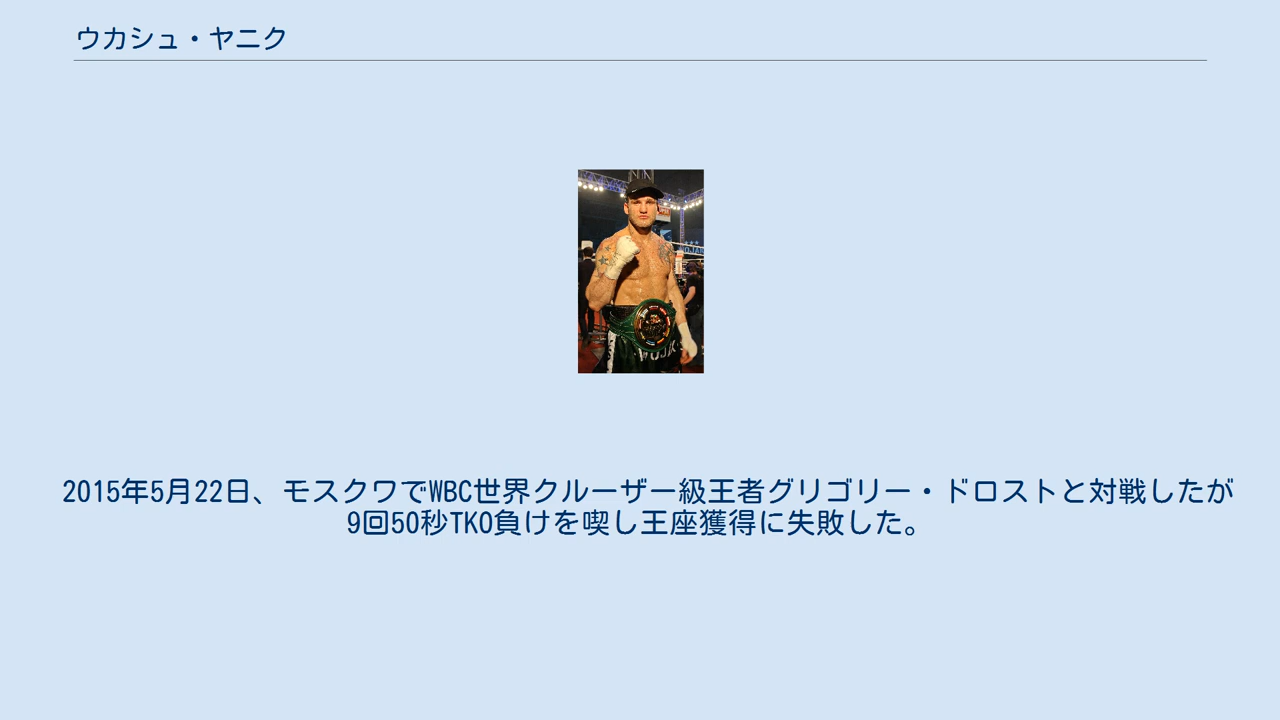 ウカシュ・ヤニク
2015年5月22日、モスクワでWBC世界クルーザー級王者グリゴリー・ドロストと対戦したが
9回50秒TKO負けを喫し王座獲得に失敗した。